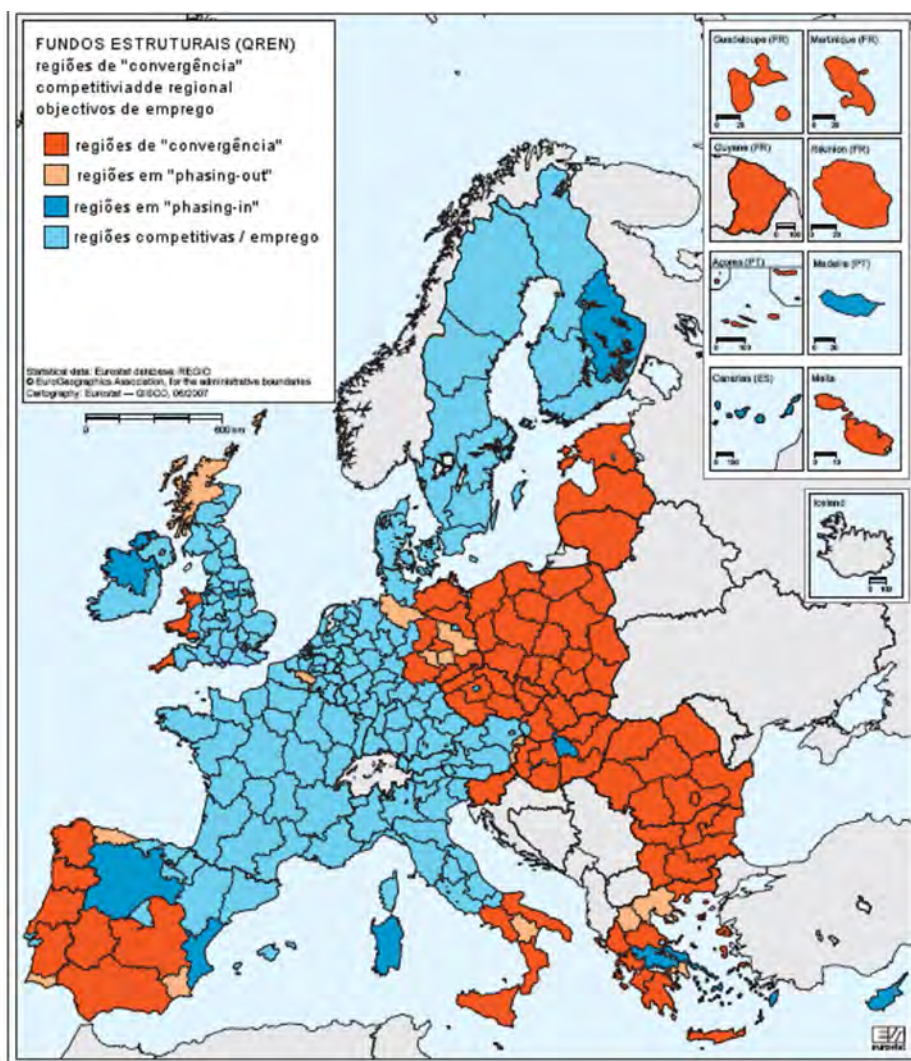 FUNDOS ESTRUTURAIS (QREN)
regiões de "convergência"
competitiviadde regional
objectivos de emprego
regiões de "convergência"
regiões em "phasing-out"
regiões em "phasing-in"
regiões competitivas / emprego
Statistical data: Eurostat database: REGIO
© EuroGeographics Association, for the administrative boundaries
Cartography: Eurostat — GISCO, 06/2007
0 600 km
Guadeloupe (FR)
Martinique (FR)
Guyane (FR)
Réunion (FR)
Açores (PT)
Madeira (PT)
Canarias (ES)
Malta
Iceland
eurostat